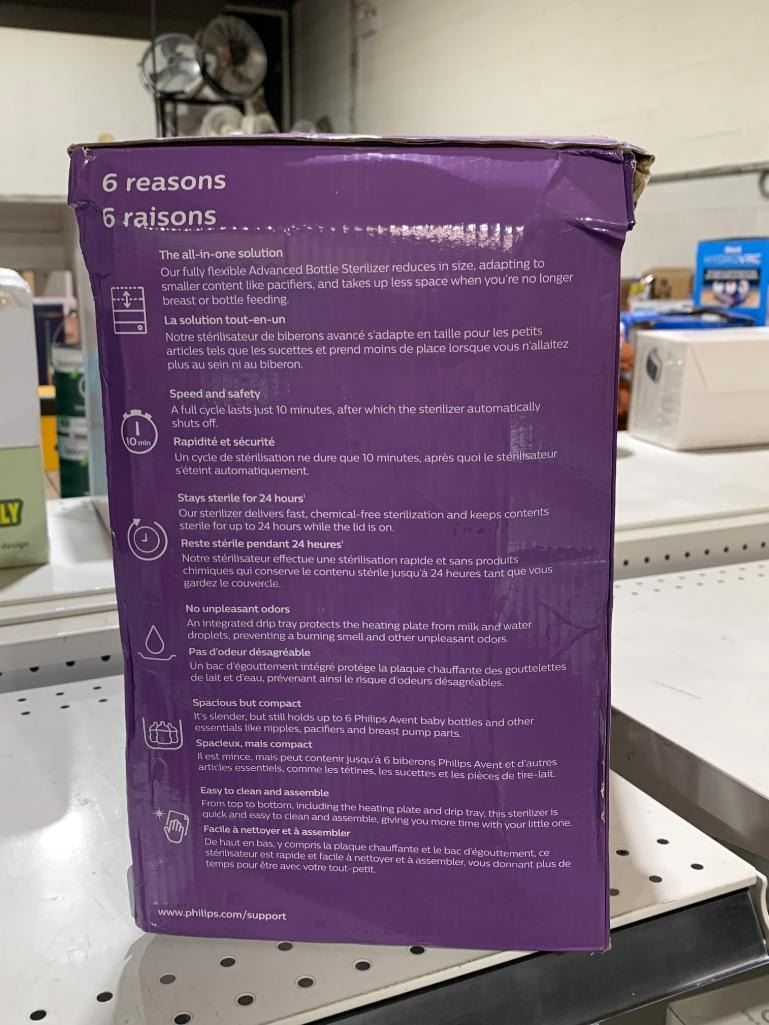 6 reasons
6 raisons
The all-in-one solution
Our fully flexible Advanced Bottle Sterilizer reduces in size, adapting to
smaller content like pacifiers, and takes up less space when you're no longer
breast or bottle feeding.
La solution tout-en-un
Notre stérilisateur de biberons avancé s'adapte en taille pour les petits
articles tels que les sucettes et prend moins de place lorsque vous n'allaitez
plus au sein ni au biberon.
Speed and safety
A full cycle lasts just 10 minutes, after which the sterilizer automatically
shuts off.
10 min
Rapidité et sécurité
Un cycle de stérilisation ne dure que 10 minutes, après quoi le stérilisateur
s'éteint automatiquement.
Stays sterile for 24 hours¹
Our sterilizer delivers fast, chemical-free sterilization and keeps contents
sterile for up to 24 hours while the lid is on.
Reste stérile pendant 24 heures¹
Notre stérilisateur effectue une stérilisation rapide et sans produits
chimiques qui conserve le contenu stérile jusqu'à 24 heures tant que vous
gardez le couvercle.
No unpleasant odors
An integrated drip tray protects the heating plate from milk and water
droplets, preventing a burning smell and other unpleasant odors.
Pas d'odeur désagréable
Un bac d'égouttement intégré protège la plaque chauffante des gouttelettes
de lait et d'eau, prévenant ainsi le risque d'odeurs désagréables.
Spacious but compact
It's slender, but still holds up to 6 Philips Avent baby bottles and other
essentials like nipples, pacifiers and breast pump parts.
Spacieux, mais compact
Il est mince, mais peut contenir jusqu'à 6 biberons Philips Avent et d'autres
articles essentiels, comme les tétines, les sucettes et les pièces de tire-lait.
Easy to clean and assemble
From top to bottom, including the heating plate and drip tray, this sterilizer is
quick and easy to clean and assemble, giving you more time with your little one.
Facile à nettoyer et à assembler
De haut en bas, y compris la plaque chauffante et le bac d'égouttement, ce
stérilisateur est rapide et facile à nettoyer et à assembler, vous donnant plus de
temps pour être avec votre tout-petit.
www.philips.com/support
LY
design